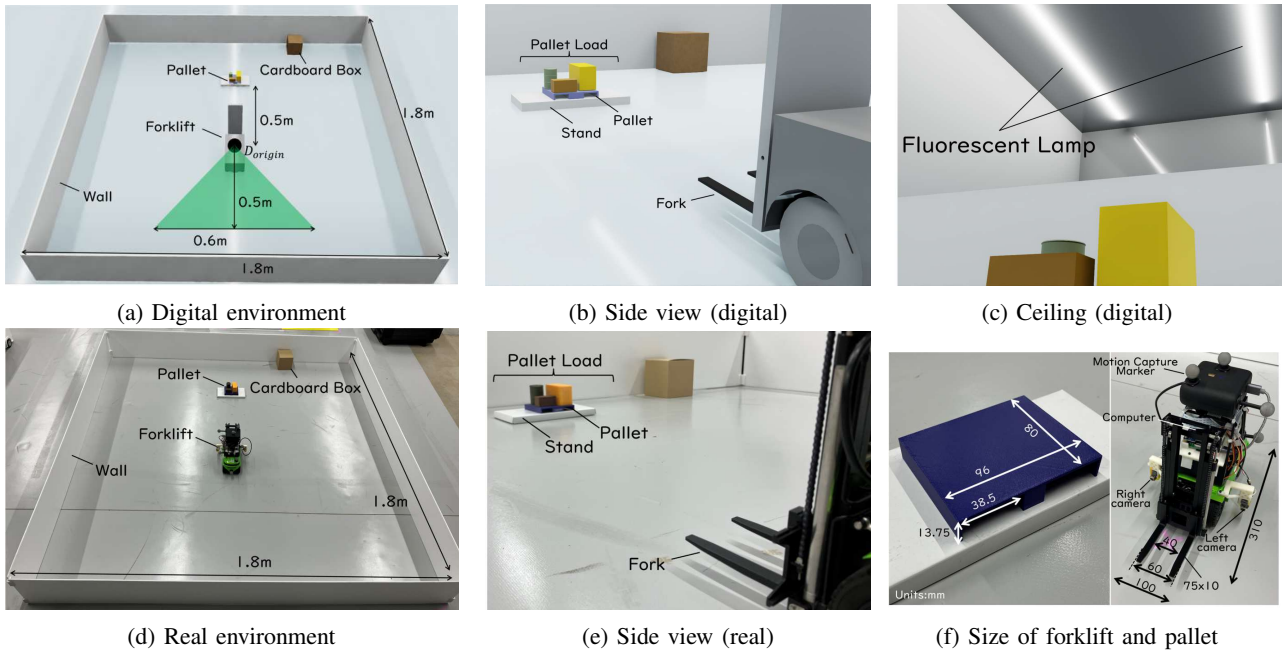 Pallet
Cardboard Box
Forklift
0.5m
1.8m
D_origin
Wall
0.5m
0.6m
1.8m
(a) Digital environment
Pallet Load
Pallet
Stand
Fork
(b) Side view (digital)
Fluorescent Lamp
(c) Ceiling (digital)
Pallet
Cardboard Box
Forklift
Wall
1.8m
1.8m
(d) Real environment
Pallet Load
Pallet
Stand
Fork
(e) Side view (real)
80
96
38.5
13.75
Units:mm
Motion Capture
Marker
Computer
Right
camera
Left
camera
310
40
60
75x10
100
(f) Size of forklift and pallet